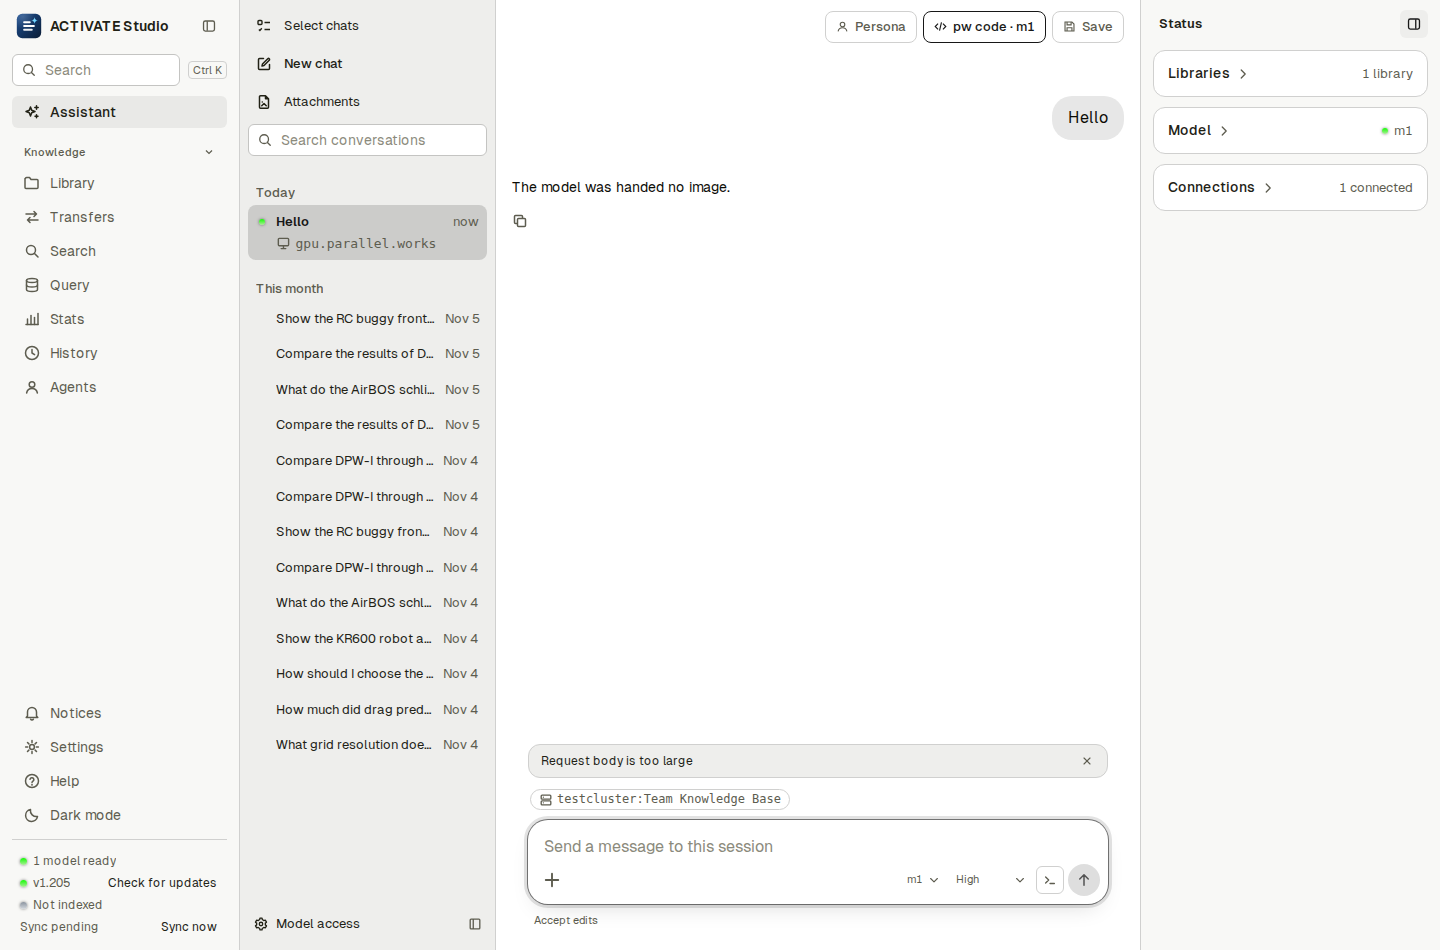 ACTIVATE Studio
Search
Ctrl K
Assistant
Knowledge
Library
Transfers
Search
Query
Stats
History
Agents
Notices
Settings
Help
Dark mode
1 model ready
v1.205
Check for updates
Not indexed
Sync pending
Sync now
Select chats
New chat
Attachments
Search conversations
Today
Hello
now
gpu.parallel.works
This month
Show the RC buggy front... Nov 5
Compare the results of D... Nov 5
What do the AirBOS schli... Nov 5
Compare the results of D... Nov 5
Compare DPW-I through ... Nov 4
Compare DPW-I through ... Nov 4
Show the RC buggy fron... Nov 4
Compare DPW-I through ... Nov 4
What do the AirBOS schl... Nov 4
Show the KR600 robot a... Nov 4
How should I choose the ... Nov 4
How much did drag pred... Nov 4
What grid resolution doe... Nov 4
Model access
Persona
pw code · m1
Save
Hello
The model was handed no image.
Request body is too large
testcluster:Team Knowledge Base
Send a message to this session
m1
High
Accept edits
Status
Libraries
1 library
Model
m1
Connections
1 connected